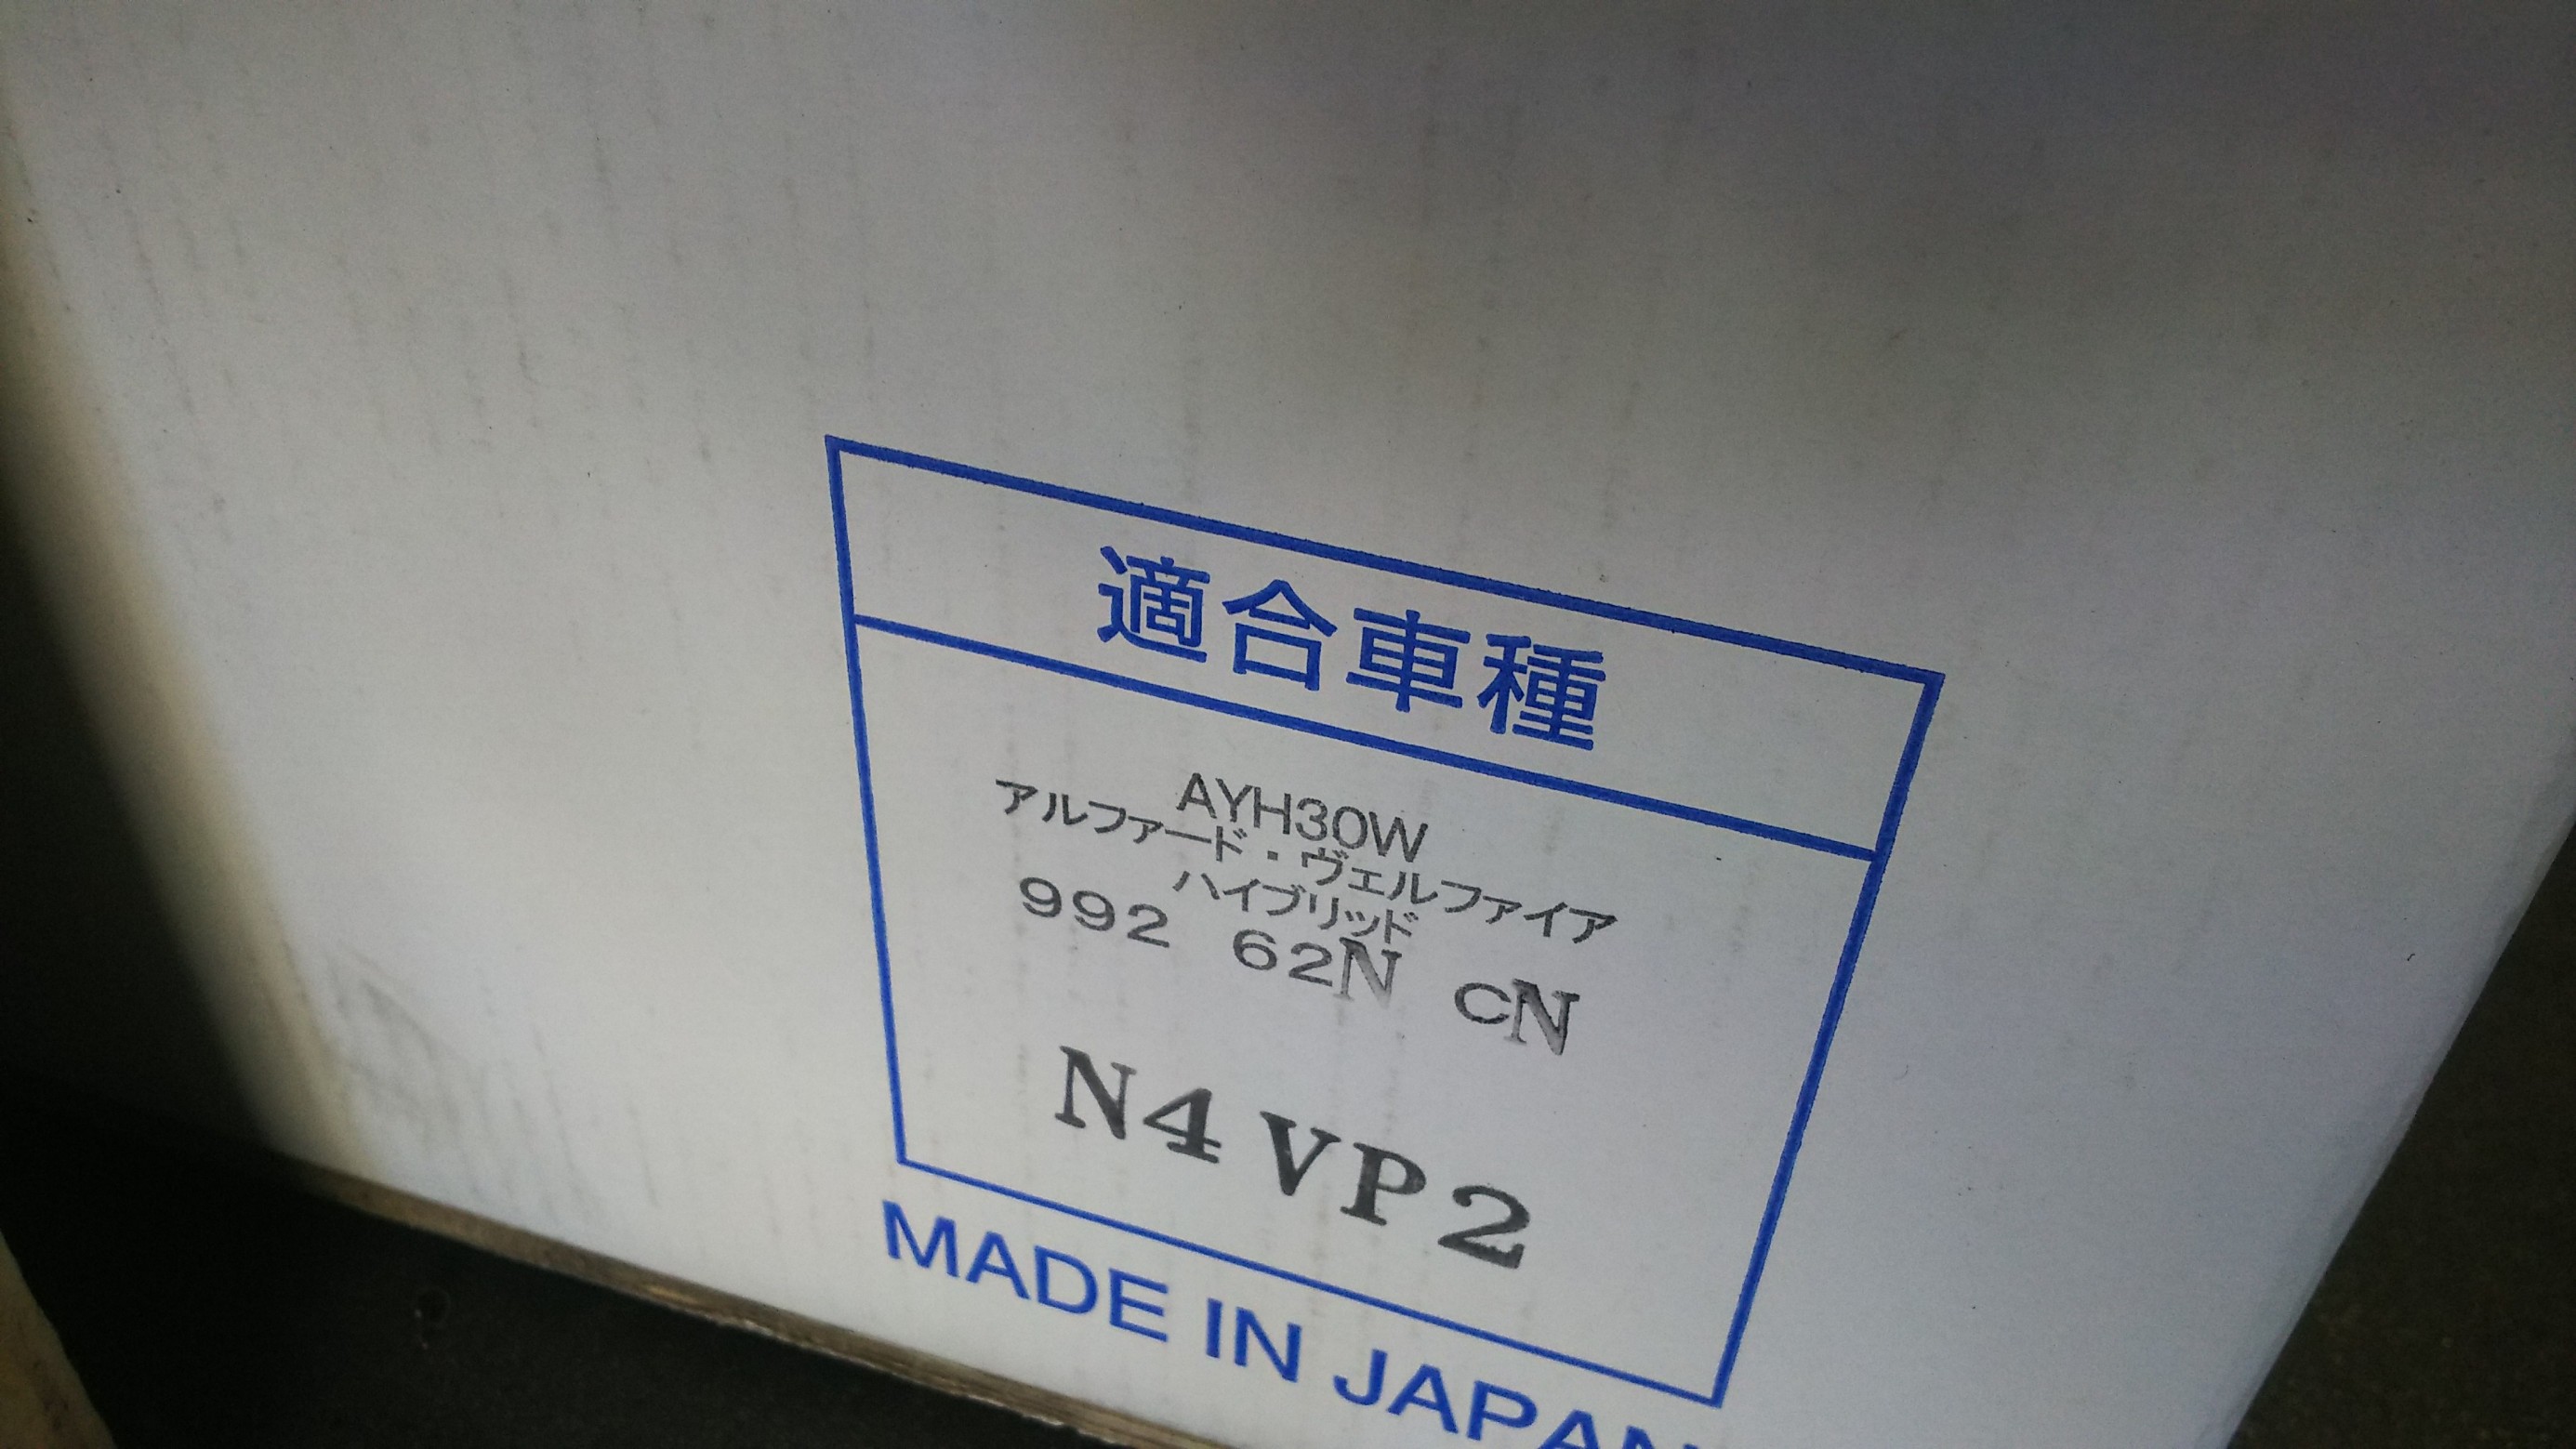 適合車種
AYH30W
アルファード・ヴェルファイア
ハイブリッド
992 62N CN
N4 VP2
MADE IN JAPAN